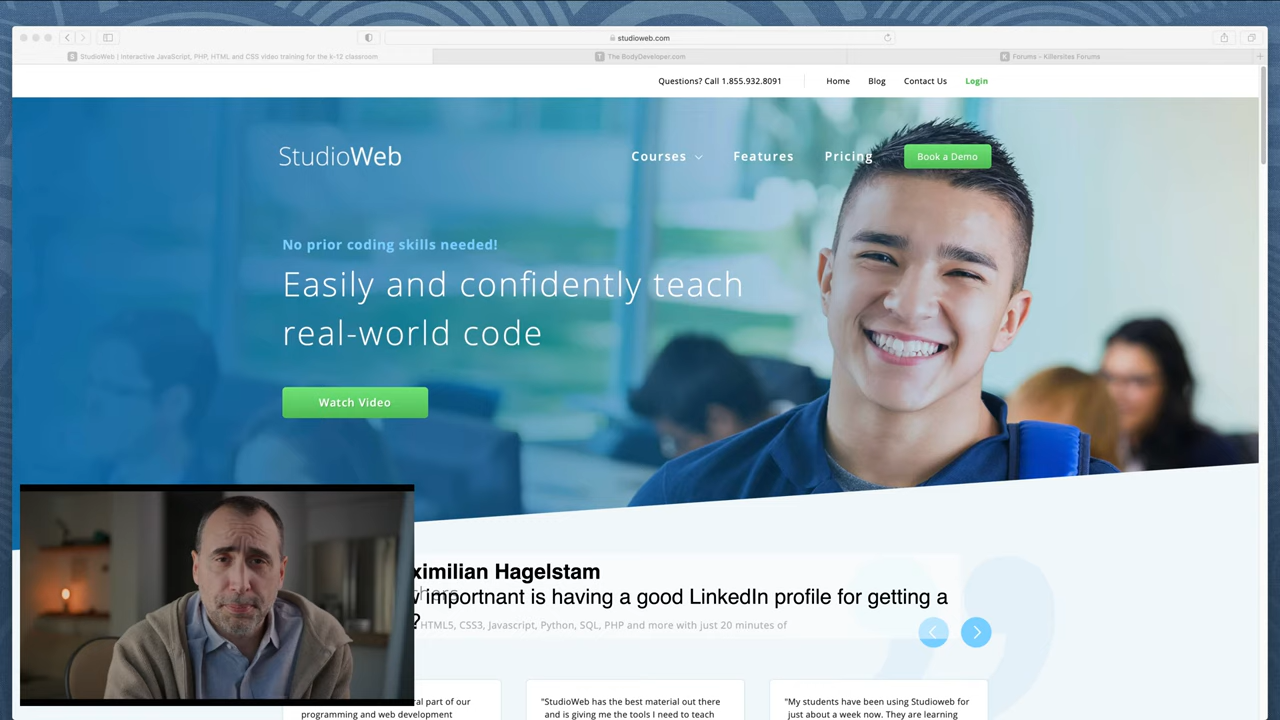 studioweb.com
S StudioWeb | Interactive JavaScript, PHP, HTML and CSS video training for the k-12 classroom
T The BodyDeveloper.com
K Forums - Killersites Forums
Questions? Call 1.855.932.8091
Home
Blog
Contact Us
Login
StudioWeb
Courses
Features
Pricing
Book a Demo
No prior coding skills needed!
Easily and confidently teach
real-world code
Watch Video
ximilian Hagelstam
importnant is having a good LinkedIn profile for getting a
?
HTML5, CSS3, Javascript, Python, SQL, PHP and more with just 20 minutes of
ral part of our
programming and web development
"StudioWeb has the best material out there
and is giving me the tools I need to teach
"My students have been using Studioweb for
just about a week now. They are learning